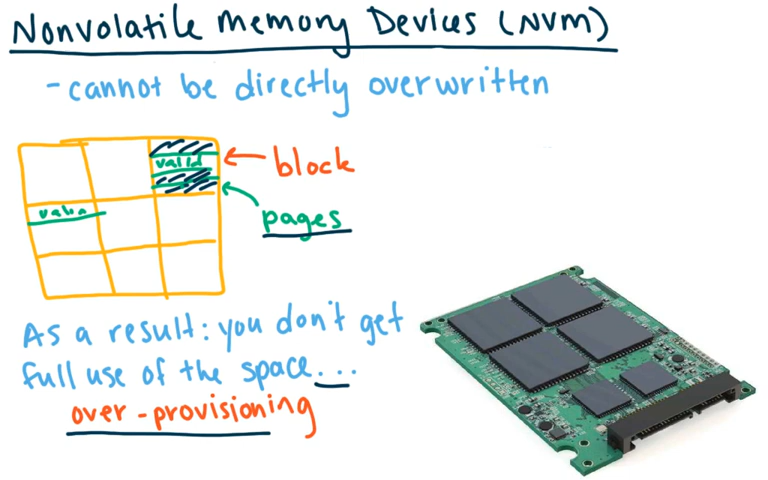 Nonvolatile Memory Devices (NVM)
- cannot be directly overwritten
valid
block
valid
pages
As a result: you don't get
full use of the space...
over-provisioning